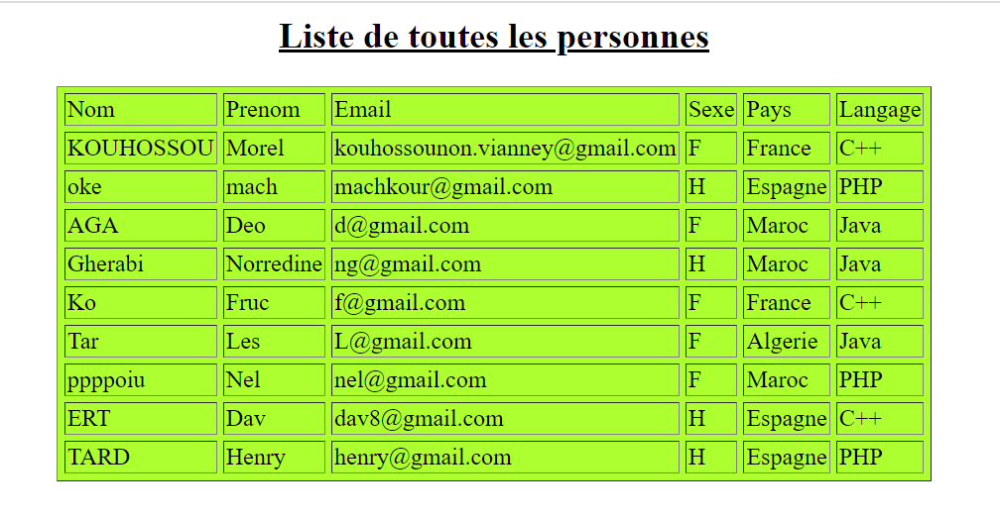 Liste de toutes les personnes
Nom Prenom Email Sexe Pays Langage
KOUHOSSOU Morel kouhossounon.vianney@gmail.com F France C++
oke mach machkour@gmail.com H Espagne PHP
AGA Deo d@gmail.com F Maroc Java
Gherabi Norredine ng@gmail.com H Maroc Java
Ko Fruc f@gmail.com F France C++
Tar Les L@gmail.com F Algerie Java
ppppoiu Nel nel@gmail.com F Maroc PHP
ERT Dav dav8@gmail.com H Espagne C++
TARD Henry henry@gmail.com H Espagne PHP